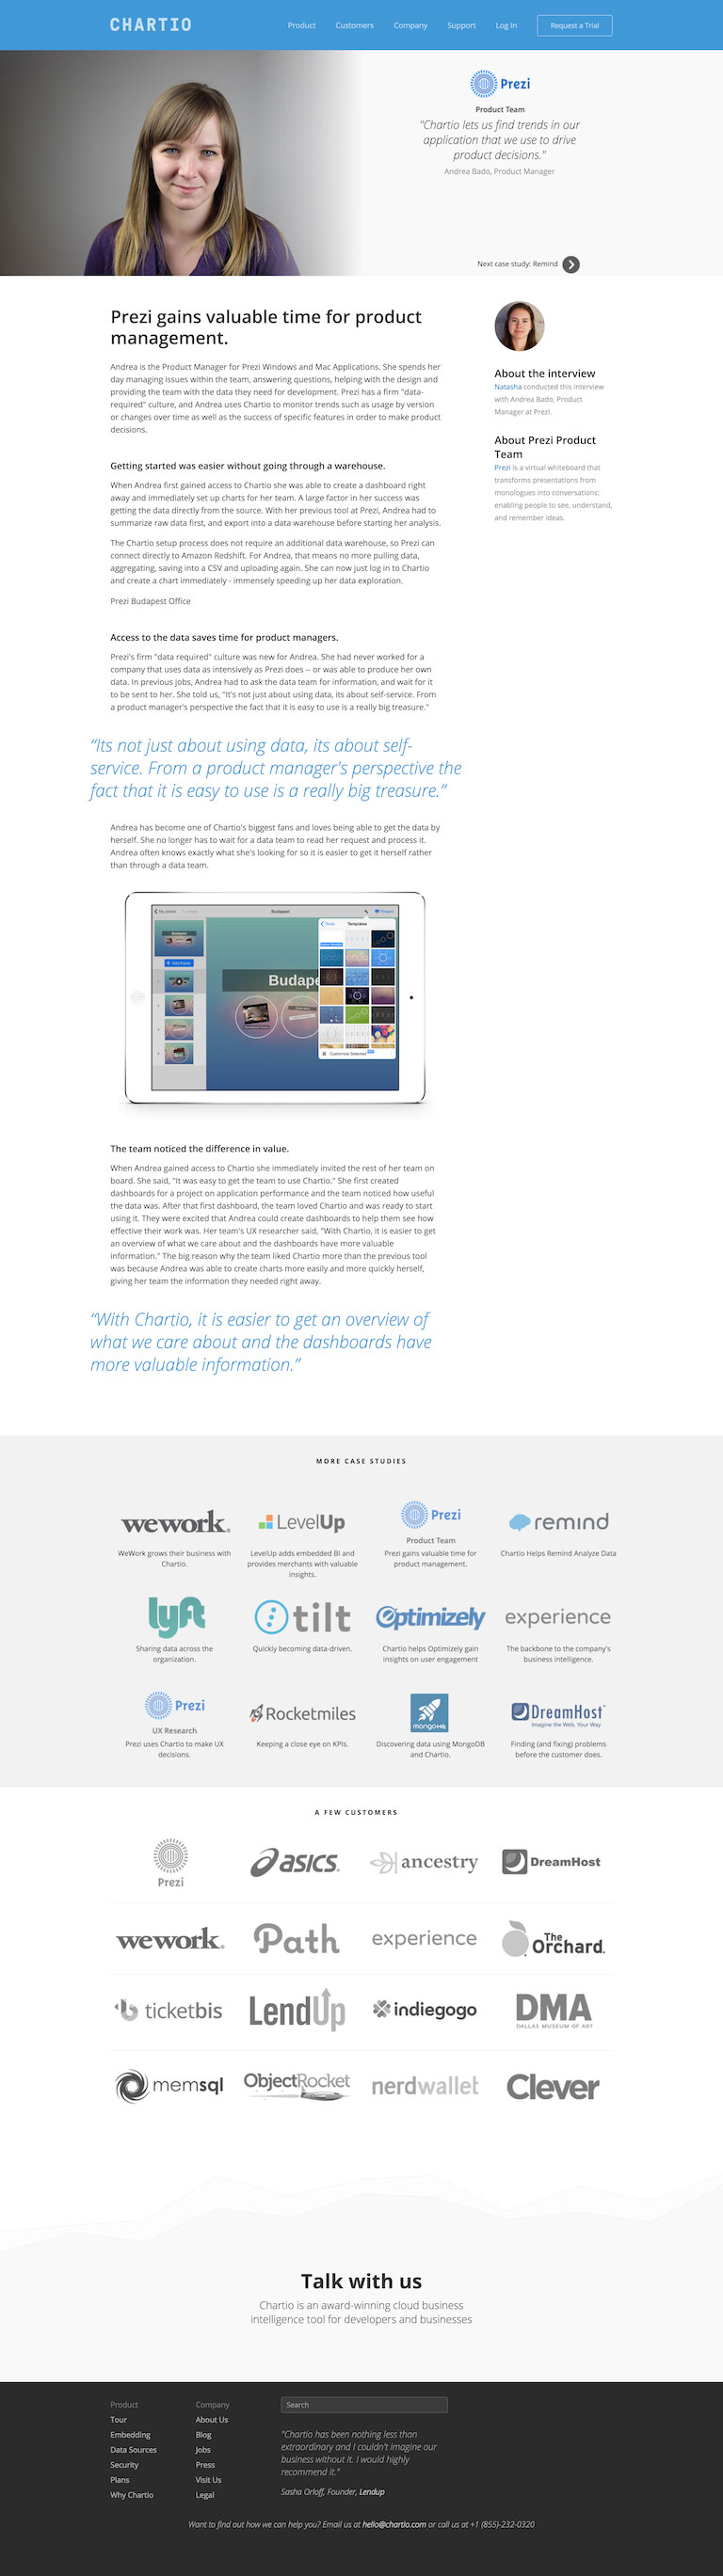 CHARTIO
Product Customers Company Support Log In Request a Trial
Prezi
Product Team
"Chartio lets us find trends in our
application that we use to drive
product decisions."
Andrea Bado, Product Manager
Next case study: Remind
Prezi gains valuable time for product
management.
Andrea is the Product Manager for Prezi Windows and Mac Applications. She spends her
day managing issues within the team, answering questions, helping with the design and
providing the team with the data they need for development. Prezi has a firm "data-
required" culture, and Andrea uses Chartio to monitor trends such as usage by version
or changes over time as well as the success of specific features in order to make product
decisions.
Getting started was easier without going through a warehouse.
When Andrea first gained access to Chartio she was able to create a dashboard right
away and immediately set up charts for her team. A large factor in her success was
getting the data directly from the source. With her previous tool at Prezi, Andrea had to
summarize raw data first, and export into a data warehouse before starting her analysis.
The Chartio setup process does not require an additional data warehouse, so Prezi can
connect directly to Amazon Redshift. For Andrea, that means no more pulling data,
aggregating, saving into a CSV and uploading again. She can now just log in to Chartio
and create a chart immediately - immensely speeding up her data exploration.
Prezi Budapest Office
Access to the data saves time for product managers.
Prezi's firm "data required" culture was new for Andrea. She had never worked for a
company that uses data as intensively as Prezi does -- or was able to produce her own
data. In previous jobs, Andrea had to ask the data team for information, and wait for it
to be sent to her. She told us, "It's not just about using data, its about self-service. From
a product manager's perspective the fact that it is easy to use is a really big treasure."
“Its not just about using data, its about self-
service. From a product manager's perspective the
fact that it is easy to use is a really big treasure.”
Andrea has become one of Chartio's biggest fans and loves being able to get the data by
herself. She no longer has to wait for a data team to read her request and process it.
Andrea often knows exactly what she's looking for so it is easier to get it herself rather
than through a data team.
Budapest
Present
Templates
Add Frame
Budape
Customize Selected
The team noticed the difference in value.
When Andrea gained access to Chartio she immediately invited the rest of her team on
board. She said, "It was easy to get the team to use Chartio." She first created
dashboards for a project on application performance and the team noticed how useful
the data was. After that first dashboard, the team loved Chartio and was ready to start
using it. They were excited that Andrea could create dashboards to help them see how
effective their work was. Her team's UX researcher said, "With Chartio, it is easier to get
an overview of what we care about and the dashboards have more valuable
information." The big reason why the team liked Chartio more than the previous tool
was because Andrea was able to create charts more easily and more quickly herself,
giving her team the information they needed right away.
“With Chartio, it is easier to get an overview of
what we care about and the dashboards have
more valuable information.”
About the interview
Natasha conducted this interview
with Andrea Bado, Product
Manager at Prezi.
About Prezi Product
Team
Prezi is a virtual whiteboard that
transforms presentations from
monologues into conversations:
enabling people to see, understand,
and remember ideas.
MORE CASE STUDIES
wework.
WeWork grows their business with
Chartio.
LevelUp
LevelUp adds embedded BI and
provides merchants with valuable
insights.
Prezi
Product Team
Prezi gains valuable time for
product management.
remind
Chartio Helps Remind Analyze Data
lyft
Sharing data across the
organization.
tilt
Quickly becoming data-driven.
Optimizely
Chartio helps Optimizely gain
insights on user engagement
experience
The backbone to the company's
business intelligence.
Prezi
UX Research
Prezi uses Chartio to make UX
decisions.
Rocketmiles
Keeping a close eye on KPIs.
MONGOHQ
Discovering data using MongoDB
and Chartio.
DreamHost
Imagine the Web, Your Way
Finding (and fixing) problems
before the customer does.
A FEW CUSTOMERS
Prezi
asics
ancestry
DreamHost
wework.
Path
experience
The
Orchard.
ticketbis
LendUp
indiegogo
DMA
DALLAS MUSEUM OF ART
memsql
ObjectRocket
nerdwallet
Clever
Talk with us
Chartio is an award-winning cloud business
intelligence tool for developers and businesses
Product
Tour
Embedding
Data Sources
Security
Plans
Why Chartio
Company
About Us
Blog
Jobs
Press
Visit Us
Legal
Search
"Chartio has been nothing less than
extraordinary and I couldn't imagine our
business without it. I would highly
recommend it."
Sasha Orloff, Founder, Lendup
Want to find out how we can help you? Email us at hello@chartio.com or call us at +1 (855)-232-0320